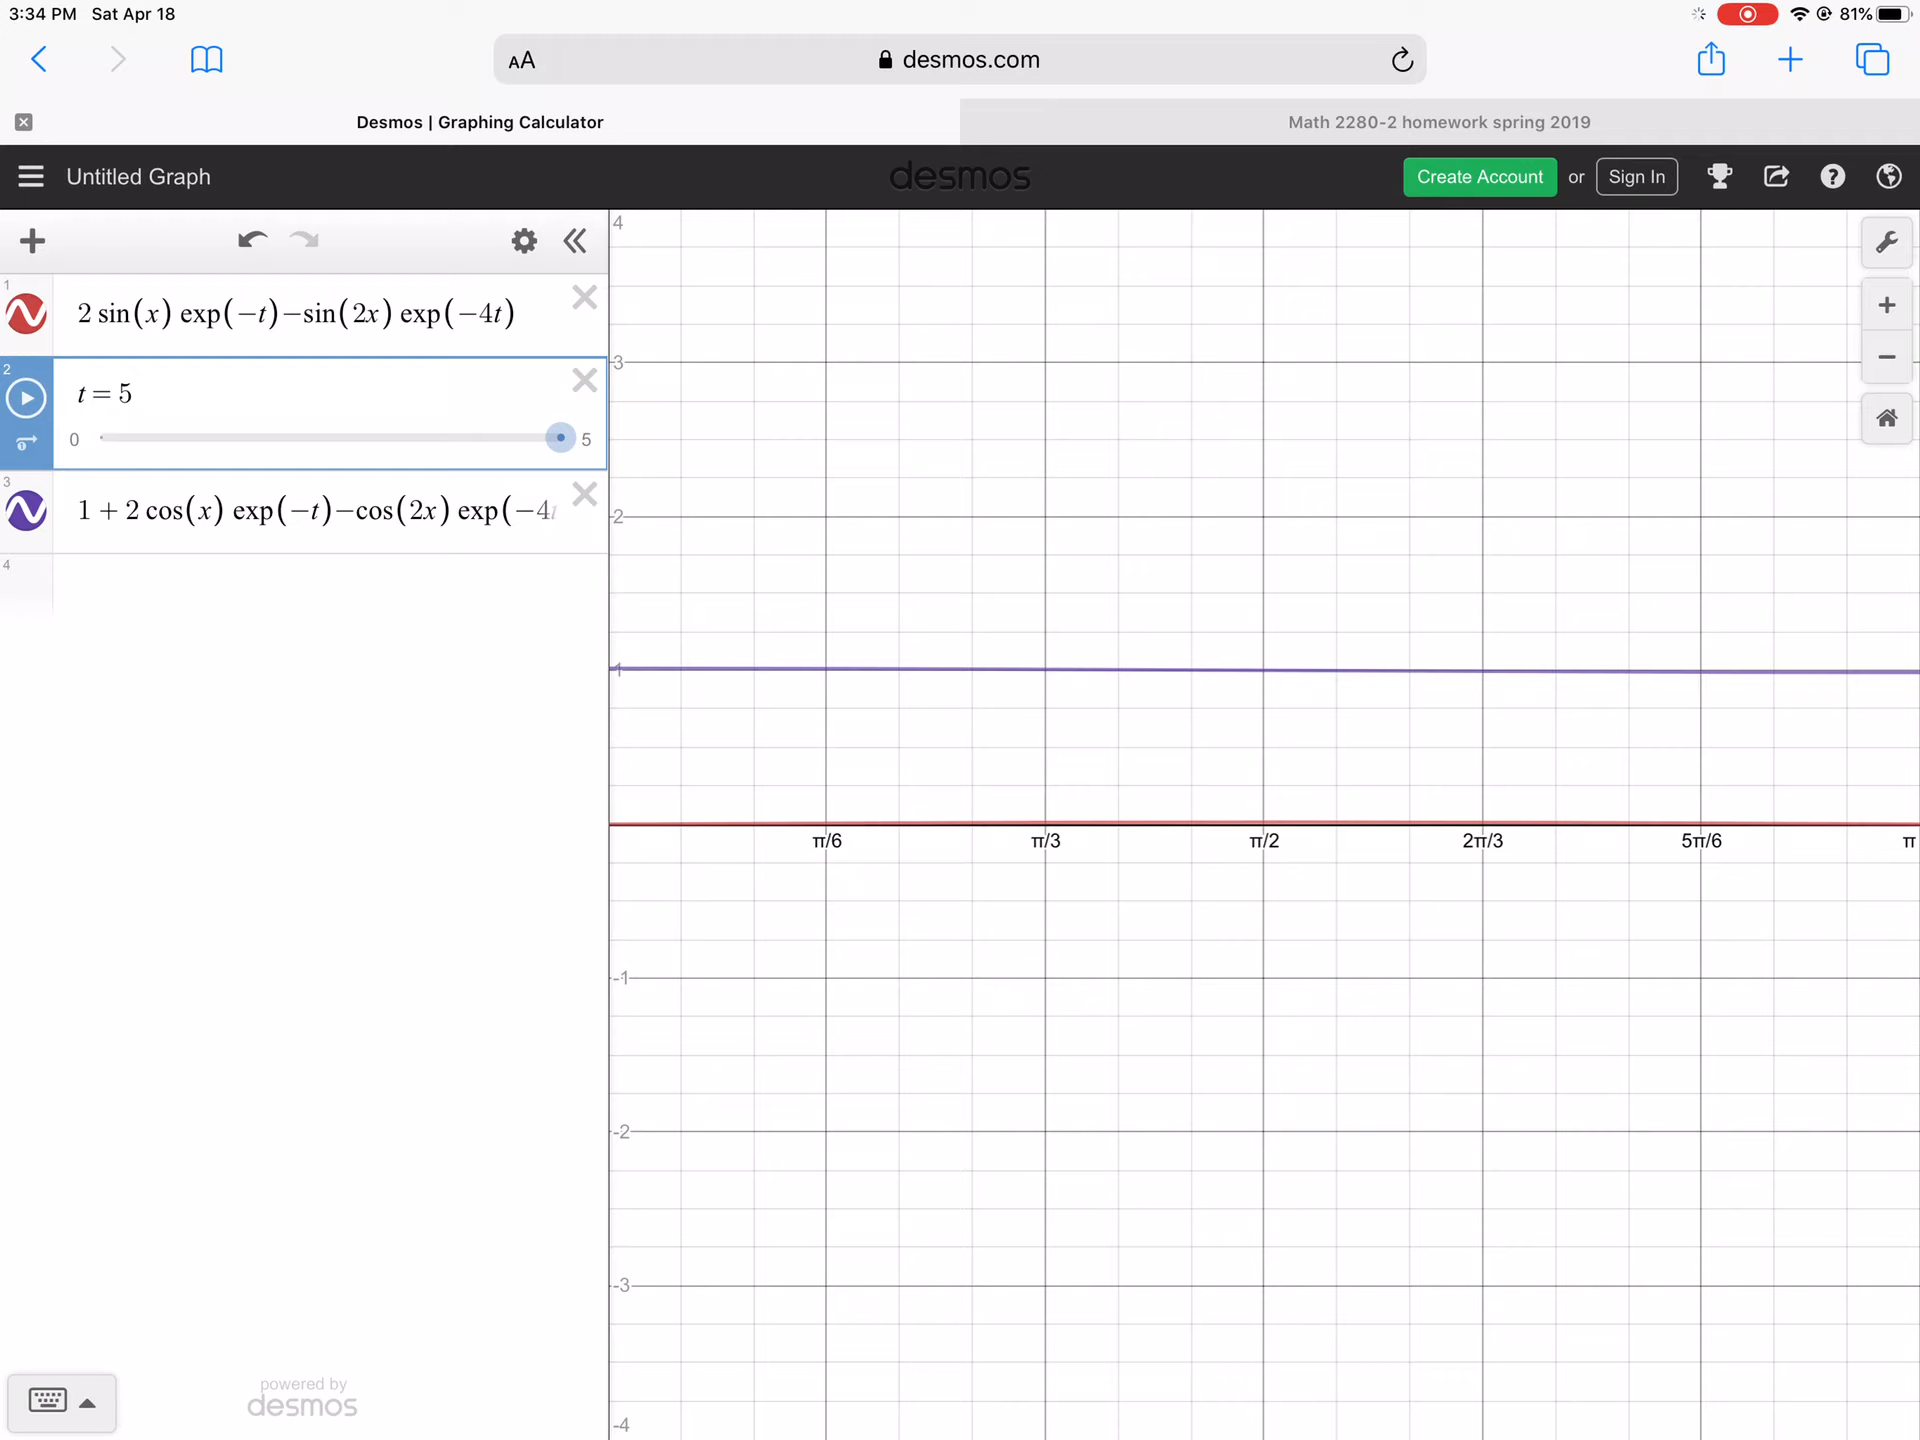 3:34 PM Sat Apr 18
81%
AA desmos.com
Desmos | Graphing Calculator
Math 2280-2 homework spring 2019
Untitled Graph
desmos
Create Account or Sign In
1
2 sin(x) exp(−t)−sin(2x) exp(−4t)
2
t = 5
0 5
3
1 + 2 cos(x) exp(−t)−cos(2x) exp(−4t
4
4
3
2
1
π/6 π/3 π/2 2π/3 5π/6 π
-1
-2
-3
-4
powered by
desmos